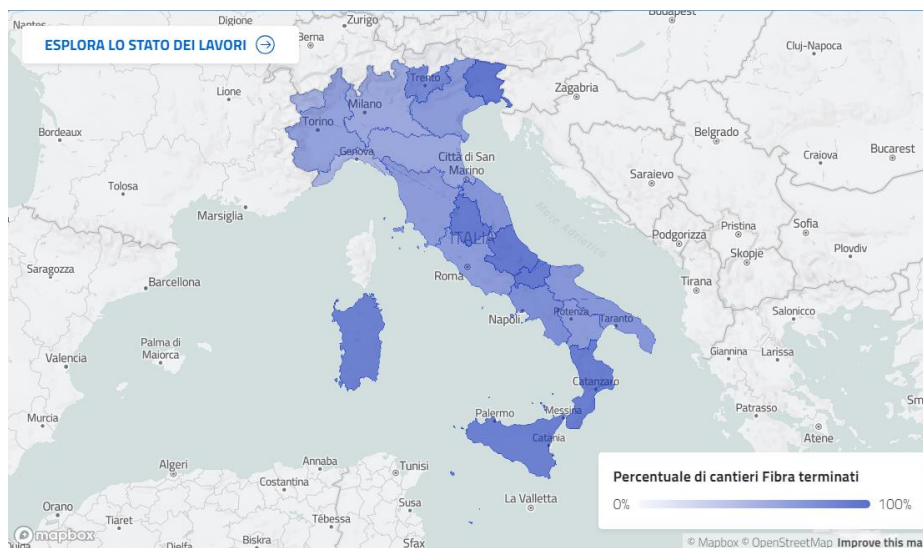 Nantes
Digione
Zurigo
Budapest
ESPLORA LO STATO DEI LAVORI
Berna
Cluj-Napoca
Lione
Trento
Milano
Zagabria
Torino
Bordeaux
Belgrado
Genova
Città di San
Marino
Craiova
Bucarest
Saraievo
Tolosa
Marsiglia
Mare Adriatico
Pristina
Sofia
ITALIA
Podgorizza
Skopje
Plovdiv
Saragozza
Roma
Barcellona
Tirana
Napoli
Potenza
Taranto
Salonicco
Palma di
Maiorca
Giannina
Larissa
Valencia
Catanzaro
Palermo
Messina
Patrasso
Murcia
Catania
Atene
Algeri
Annaba
Tunisi
Costantina
Percentuale di cantieri Fibra terminati
0%
100%
La Valletta
Orano
Susa
Tiaret
Tébessa
Sfax
mapbox
Djelfa
Biskra
© Mapbox © OpenStreetMap Improve this ma